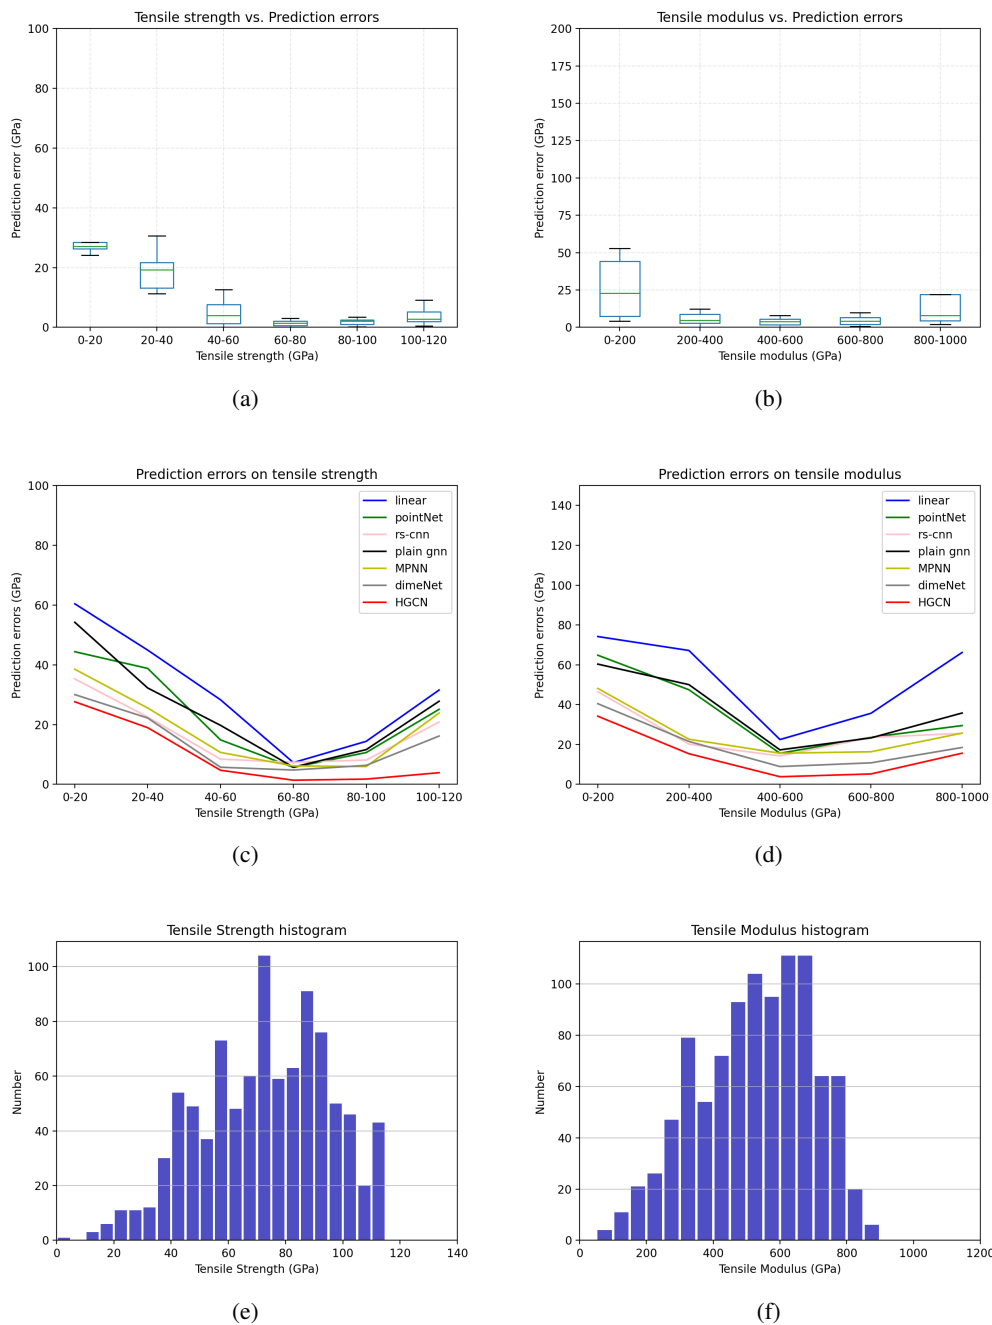 Tensile strength vs. Prediction errors
Prediction error (GPa)
100
80
60
40
20
0
0-20 20-40 40-60 60-80 80-100 100-120
Tensile strength (GPa)
(a)
Tensile modulus vs. Prediction errors
Prediction error (GPa)
200
175
150
125
100
75
50
25
0
0-200 200-400 400-600 600-800 800-1000
Tensile modulus (GPa)
(b)
Prediction errors on tensile strength
Prediction errors (GPa)
100
80
60
40
20
0
linear
pointNet
rs-cnn
plain gnn
MPNN
dimeNet
HGCN
0-20 20-40 40-60 60-80 80-100 100-120
Tensile Strength (GPa)
(c)
Prediction errors on tensile modulus
Prediction errors (GPa)
140
120
100
80
60
40
20
0
linear
pointNet
rs-cnn
plain gnn
MPNN
dimeNet
HGCN
0-200 200-400 400-600 600-800 800-1000
Tensile Modulus (GPa)
(d)
Tensile Strength histogram
Number
100
80
60
40
20
0
0 20 40 60 80 100 120 140
Tensile Strength (GPa)
(e)
Tensile Modulus histogram
Number
100
80
60
40
20
0
0 200 400 600 800 1000 1200
Tensile Modulus (GPa)
(f)